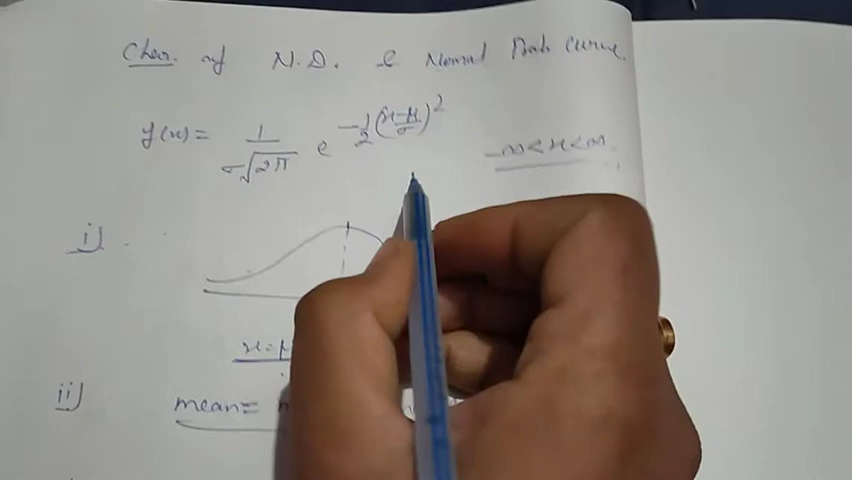 Char. of N.D. & Normal Prob Curve.
f(x) = 1/σ√2π e^-1/2(x-μ/σ)^2 -∞<x<∞,
i)
x=μ
ii) mean=